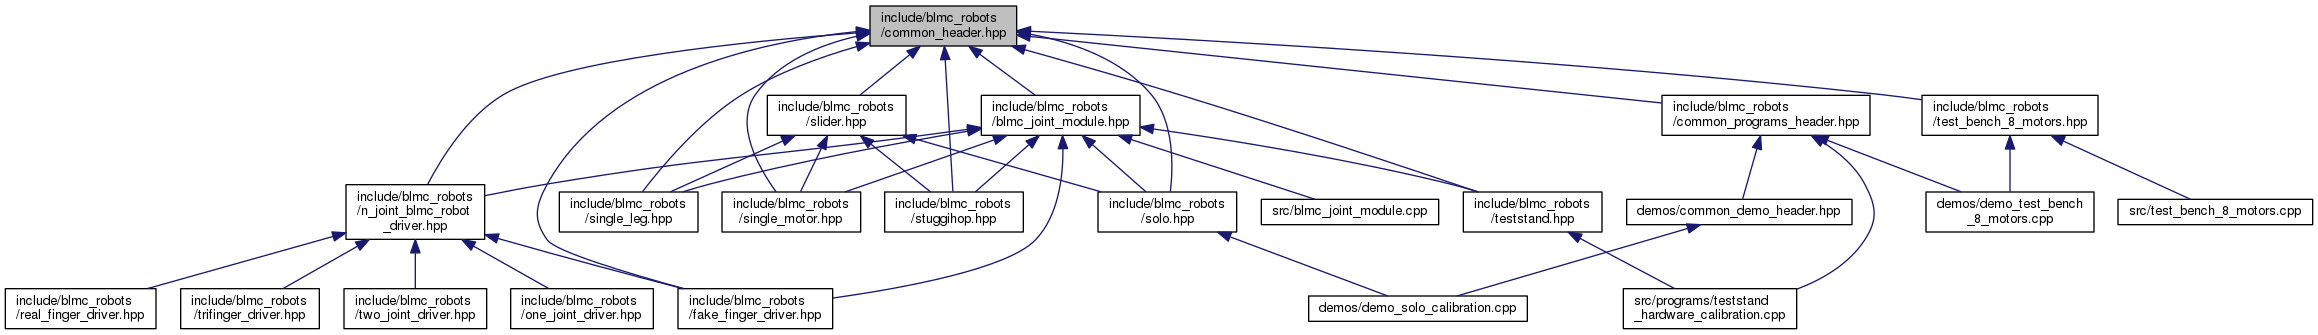 include/blmc_robots
/common_header.hpp
include/blmc_robots
/slider.hpp
include/blmc_robots
/blmc_joint_module.hpp
include/blmc_robots
/common_programs_header.hpp
include/blmc_robots
/test_bench_8_motors.hpp
include/blmc_robots
/n_joint_blmc_robot
_driver.hpp
include/blmc_robots
/single_leg.hpp
include/blmc_robots
/single_motor.hpp
include/blmc_robots
/stuggihop.hpp
include/blmc_robots
/solo.hpp
src/blmc_joint_module.cpp
include/blmc_robots
/teststand.hpp
demos/common_demo_header.hpp
demos/demo_test_bench
_8_motors.cpp
src/test_bench_8_motors.cpp
include/blmc_robots
/real_finger_driver.hpp
include/blmc_robots
/trifinger_driver.hpp
include/blmc_robots
/two_joint_driver.hpp
include/blmc_robots
/one_joint_driver.hpp
include/blmc_robots
/fake_finger_driver.hpp
demos/demo_solo_calibration.cpp
src/programs/teststand
_hardware_calibration.cpp